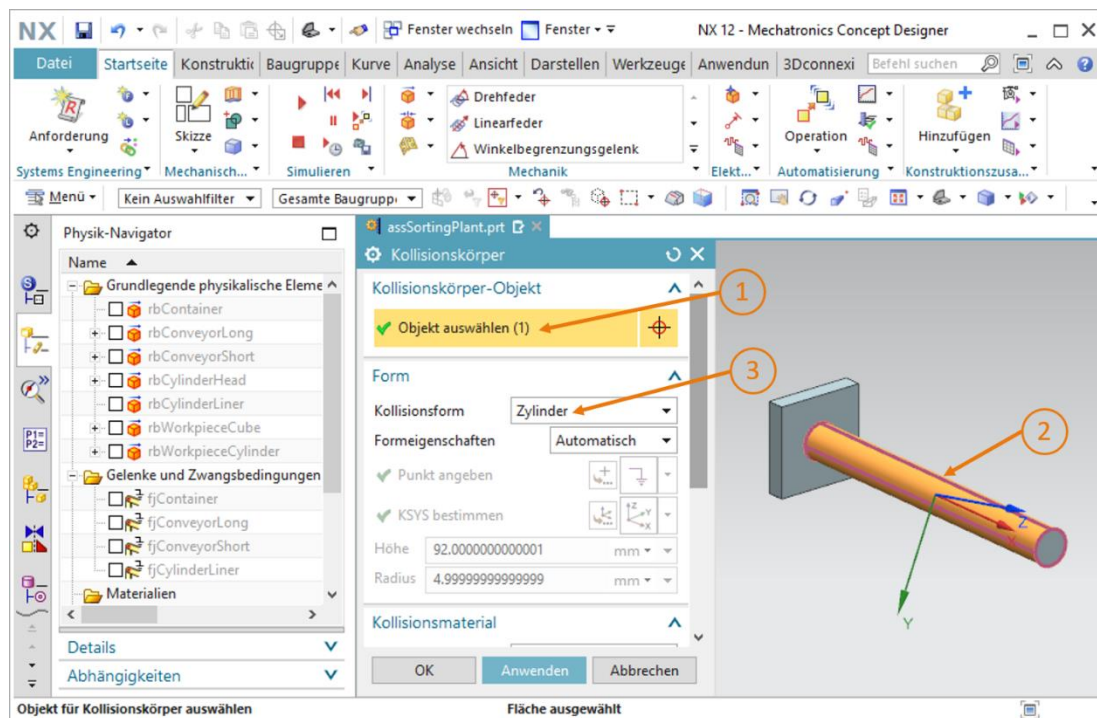 NX Fenster wechseln Fenster NX 12 - Mechatronics Concept Designer
Datei Startseite Konstruktic Baugruppe Kurve Analyse Ansicht Darstellen Werkzeuge Anwendun 3Dconnexi Befehl suchen
Drehfeder
Linearfeder
Winkelbegrenzungsgelenk
Anforderung Skizze Operation Hinzufügen
Systems Engineering Mechanisch... Simulieren Mechanik Elekt... Automatisierung Konstruktionszusa...
Menü Kein Auswahlfilter Gesamte Baugrupp
Physik-Navigator
Name
Grundlegende physikalische Eleme
rbContainer
rbConveyorLong
rbConveyorShort
rbCylinderHead
rbCylinderLiner
rbWorkpieceCube
rbWorkpieceCylinder
Gelenke und Zwangsbedingungen
fjContainer
fjConveyorLong
fjConveyorShort
fjCylinderLiner
Materialien
Details
Abhängigkeiten
P1=
P2=
assSortingPlant.prt
Kollisionskörper
Kollisionskörper-Objekt
Objekt auswählen (1)
Form
Kollisionsform Zylinder
Formeigenschaften Automatisch
Punkt angeben
KSYS bestimmen
Höhe 92.0000000000001 mm
Radius 4.99999999999999 mm
Kollisionsmaterial
OK Anwenden Abbrechen
1
3
2
Z
X
Y
Objekt für Kollisionskörper auswählen Fläche ausgewählt